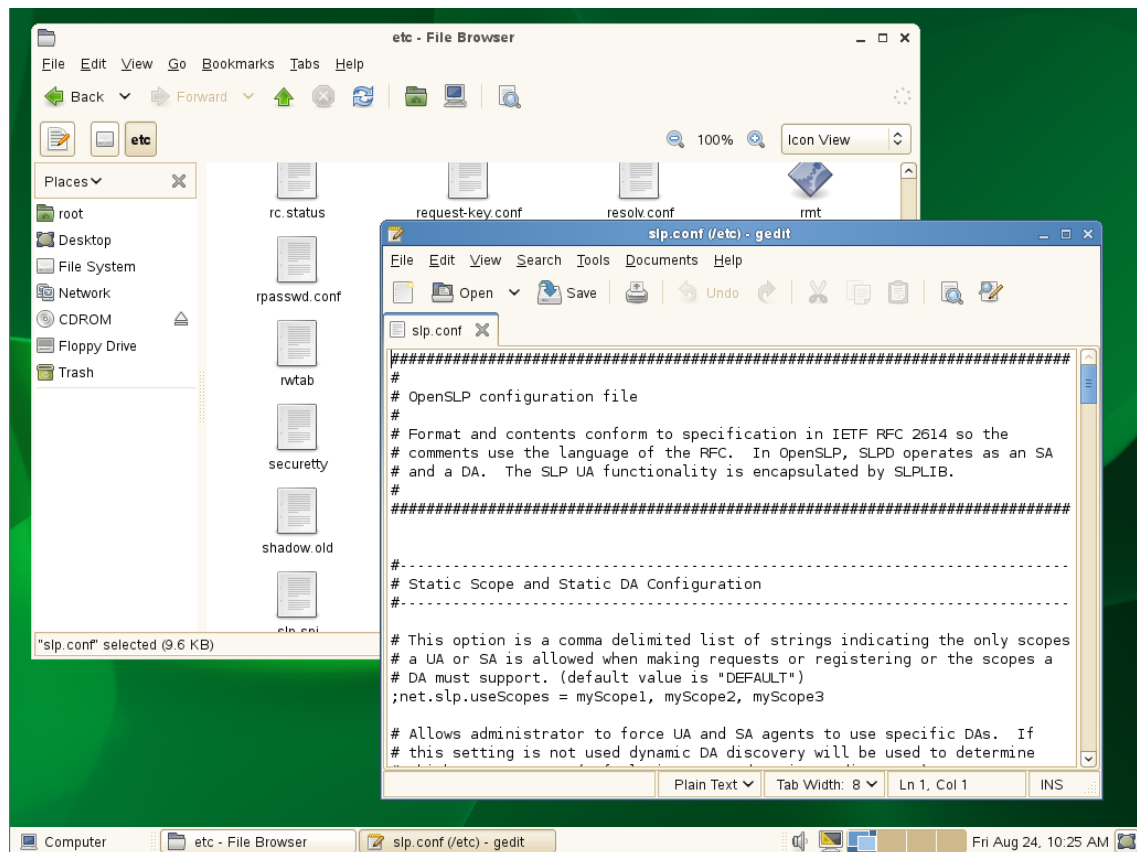 etc - File Browser
File Edit View Go Bookmarks Tabs Help
Back Forward
etc 100% Icon View
Places
root
Desktop
File System
Network
CDROM
Floppy Drive
Trash
rc.status request-key.conf resolv.conf rmt
rpasswd.conf
rwtab
securetty
shadow.old
slp.spi
"slp.conf" selected (9.6 KB)
slp.conf (/etc) - gedit
File Edit View Search Tools Documents Help
Open Save Undo
slp.conf
#############################################################################
#
# OpenSLP configuration file
#
# Format and contents conform to specification in IETF RFC 2614 so the
# comments use the language of the RFC.  In OpenSLP, SLPD operates as an SA
# and a DA.  The SLP UA functionality is encapsulated by SLPLIB.
#
#############################################################################
#----------------------------------------------------------------------------
# Static Scope and Static DA Configuration
#----------------------------------------------------------------------------
# This option is a comma delimited list of strings indicating the only scopes
# a UA or SA is allowed when making requests or registering or the scopes a
# DA must support. (default value is "DEFAULT")
;net.slp.useScopes = myScope1, myScope2, myScope3
# Allows administrator to force UA and SA agents to use specific DAs.  If
# this setting is not used dynamic DA discovery will be used to determine
Plain Text Tab Width: 8 Ln 1, Col 1 INS
Computer etc - File Browser slp.conf (/etc) - gedit Fri Aug 24, 10:25 AM